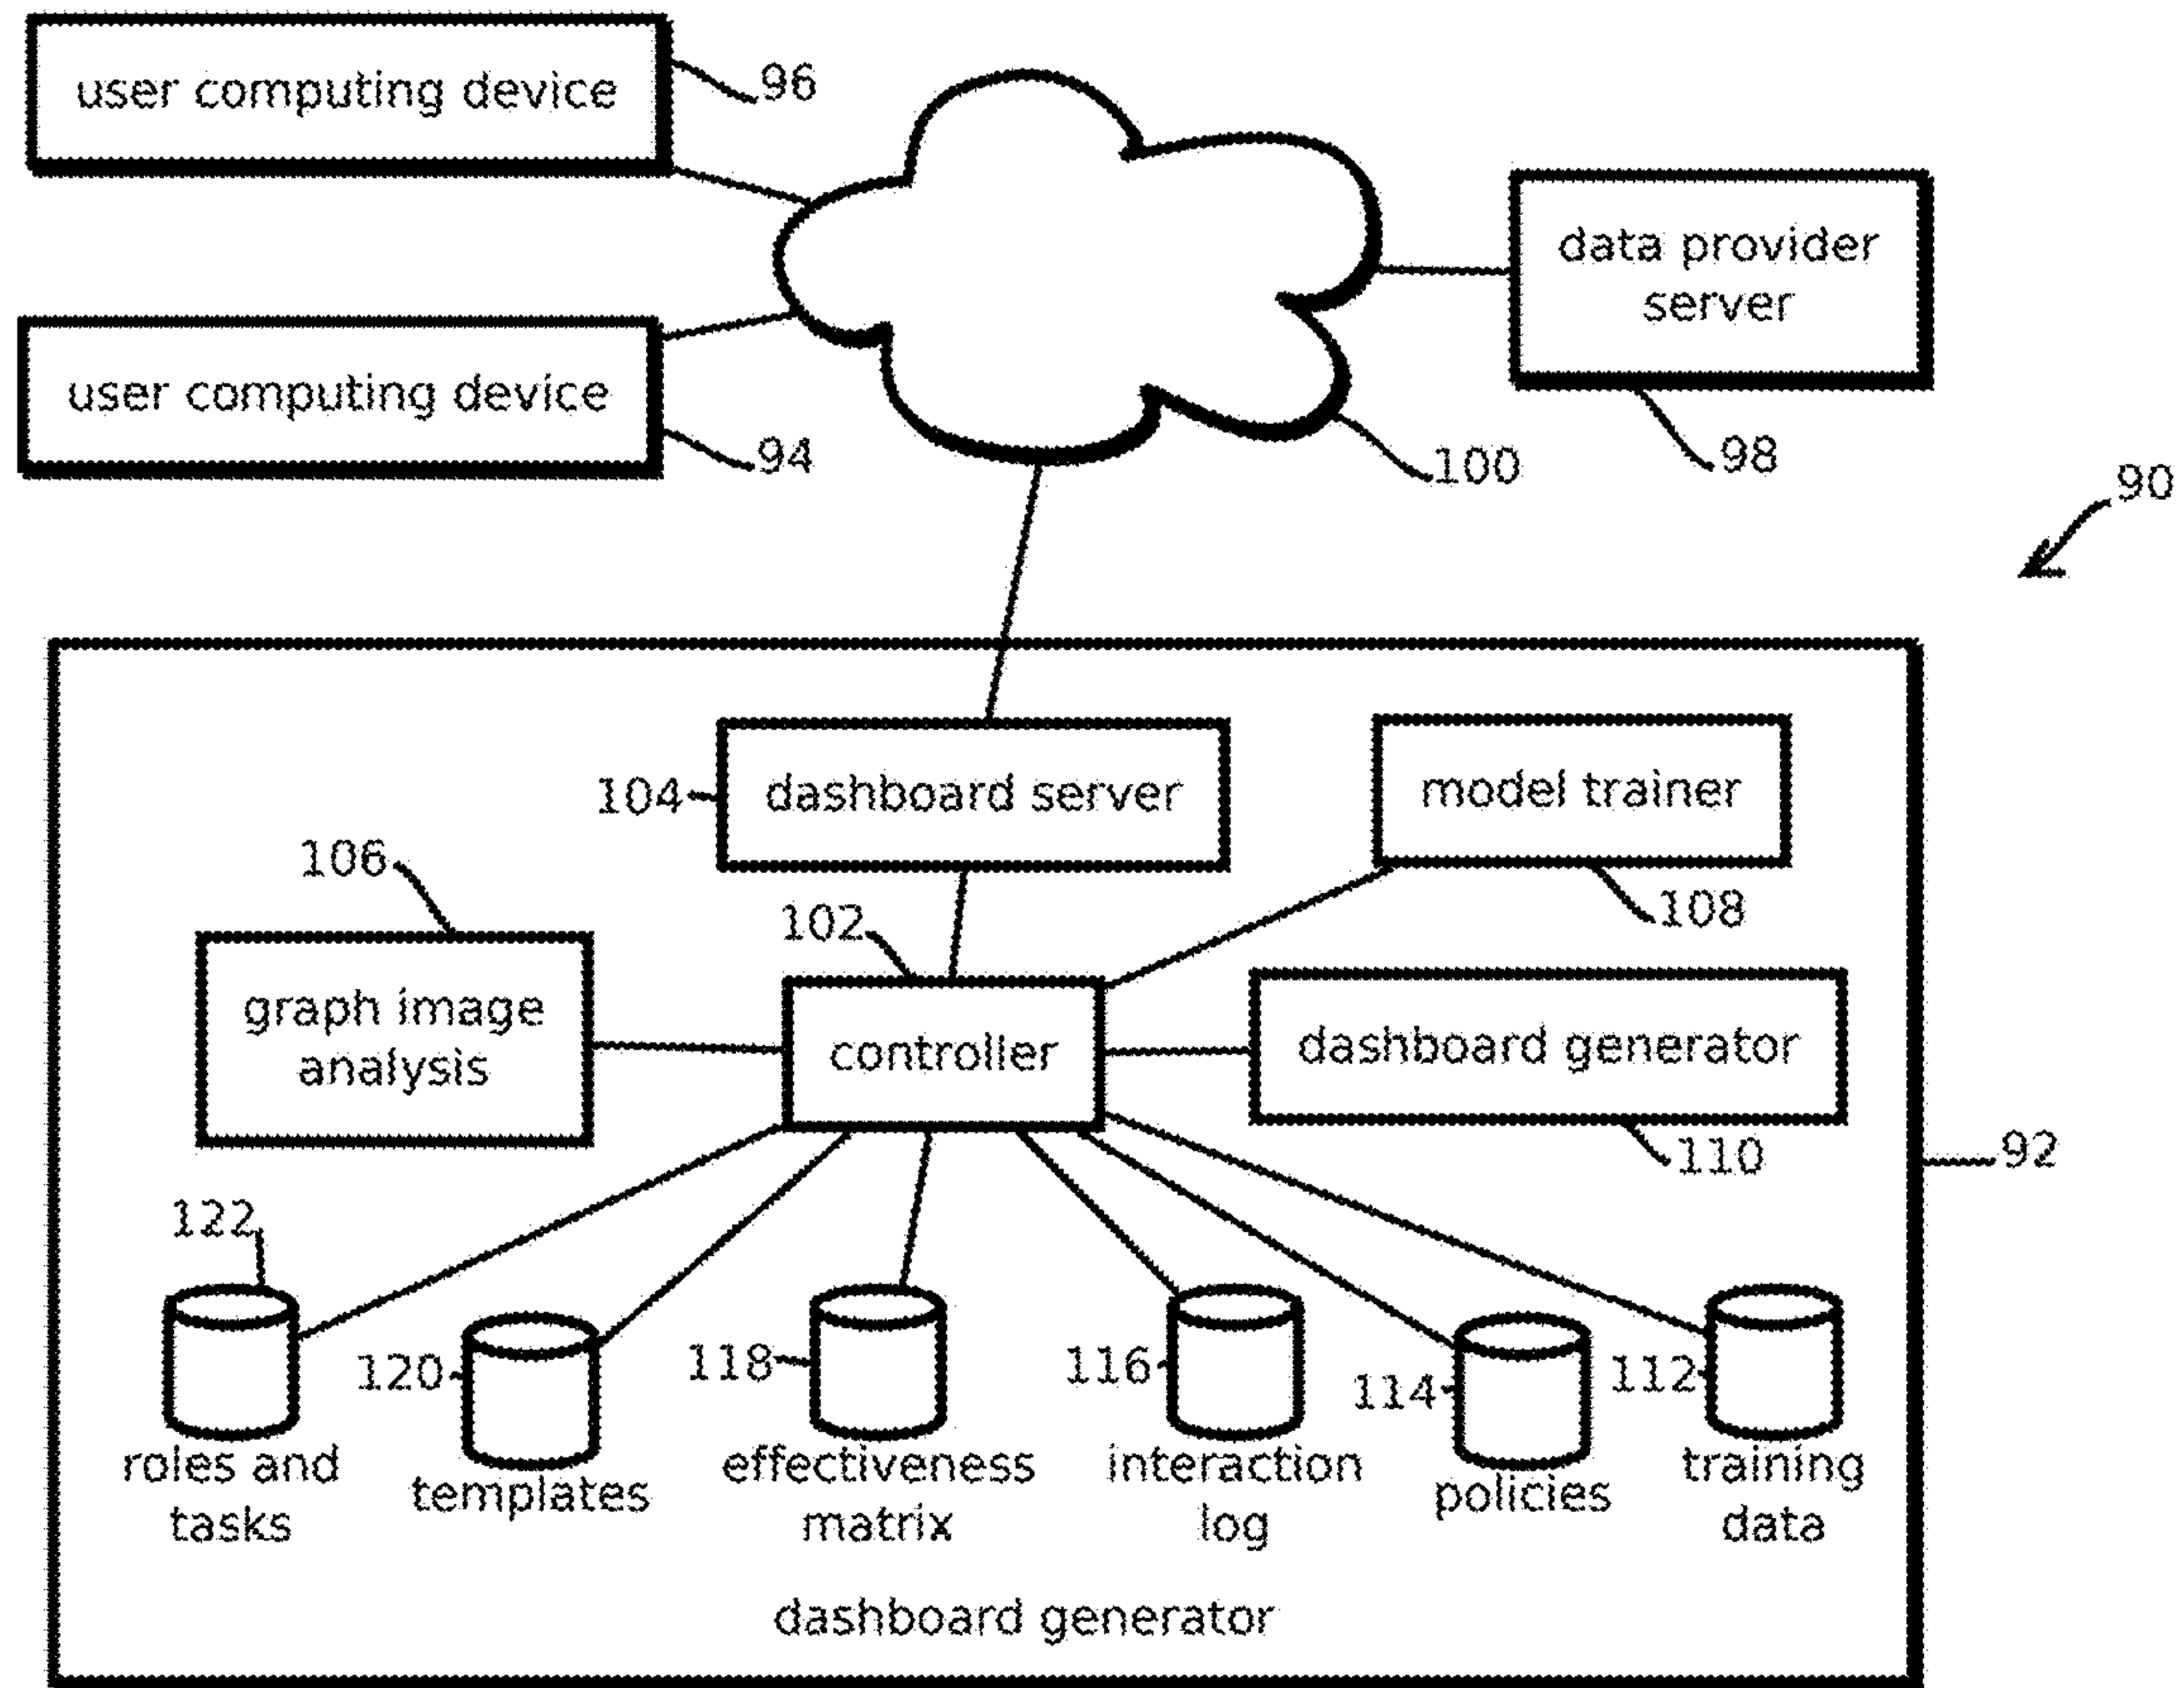 user computing device
96
data provider
server
user computing device
94
100
98
90
104
dashboard server
model trainer
106
102
108
graph image
analysis
controller
dashboard generator
110
92
122
120
118
116
114
112
roles and
tasks
templates
effectiveness
matrix
interaction
log
policies
training
data
dashboard generator